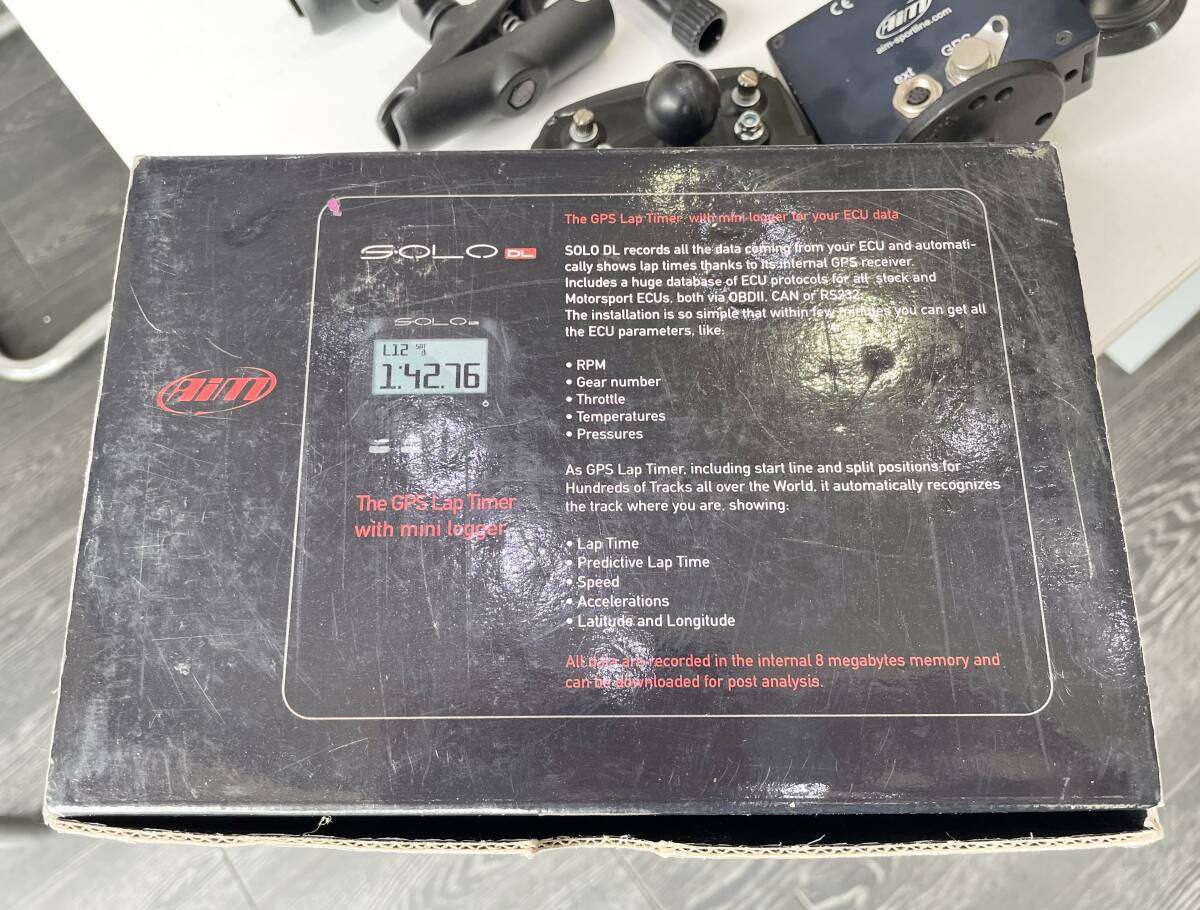 CE
AiM
aim-sportline.com
GPS
ext
The GPS Lap Timer with mini logger for your ECU data
SOLO DL
SOLO DL records all the data coming from your ECU and automati-
cally shows lap times thanks to its internal GPS receiver.
Includes a huge database of ECU protocols for all stock and
Motorsport ECUs, both via OBDII, CAN or RS232.
The installation is so simple that within few minutes you can get all
the ECU parameters, like:
SOLO DL
L12 SAT
1:42.76
• RPM
• Gear number
• Throttle
• Temperatures
• Pressures
AiM
The GPS Lap Timer
with mini logger
As GPS Lap Timer, including start line and split positions for
Hundreds of Tracks all over the World, it automatically recognizes
the track where you are, showing:
• Lap Time
• Predictive Lap Time
• Speed
• Accelerations
• Latitude and Longitude
All data are recorded in the internal 8 megabytes memory and
can be downloaded for post analysis.